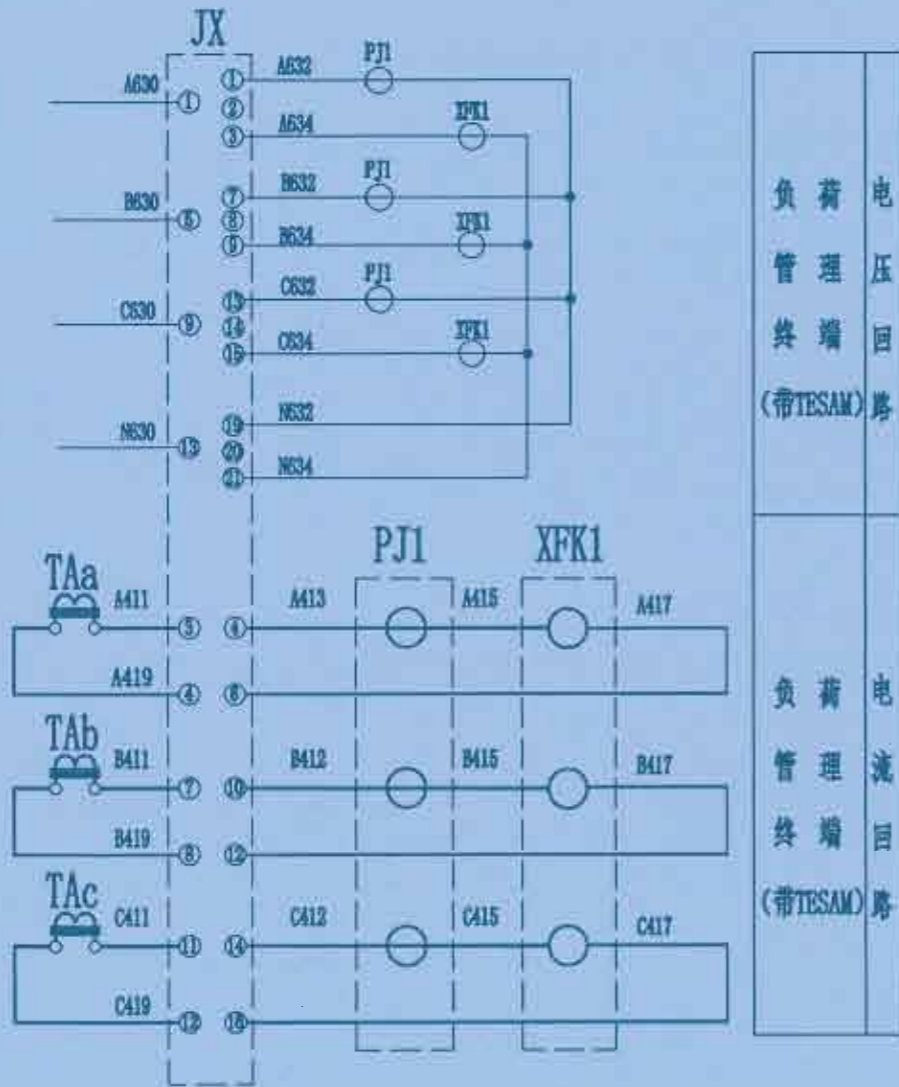 JX
A630 ① ① A632 PJ1
②
③ A634 XFK1
B630 ⑤ ⑦ B632 PJ1
⑧
⑨ B634 XFK1
C630 ⑨ ⑬ C632 PJ1
⑭
⑮ C634 XFK1
N630 ⑬ ⑲ N632
⑳
㉑ N634
负荷
管理
终端
(带TESAM)
电
压
回
路
PJ1 XFK1
TAa A411 ③ ④ A413 A415 A417
A419 ④ ⑥
TAb B411 ⑦ ⑩ B412 B415 B417
B419 ⑧ ⑫
TAc C411 ⑪ ⑭ C412 C415 C417
C419 ⑫ ⑯
负荷
管理
终端
(带TESAM)
电
流
回
路